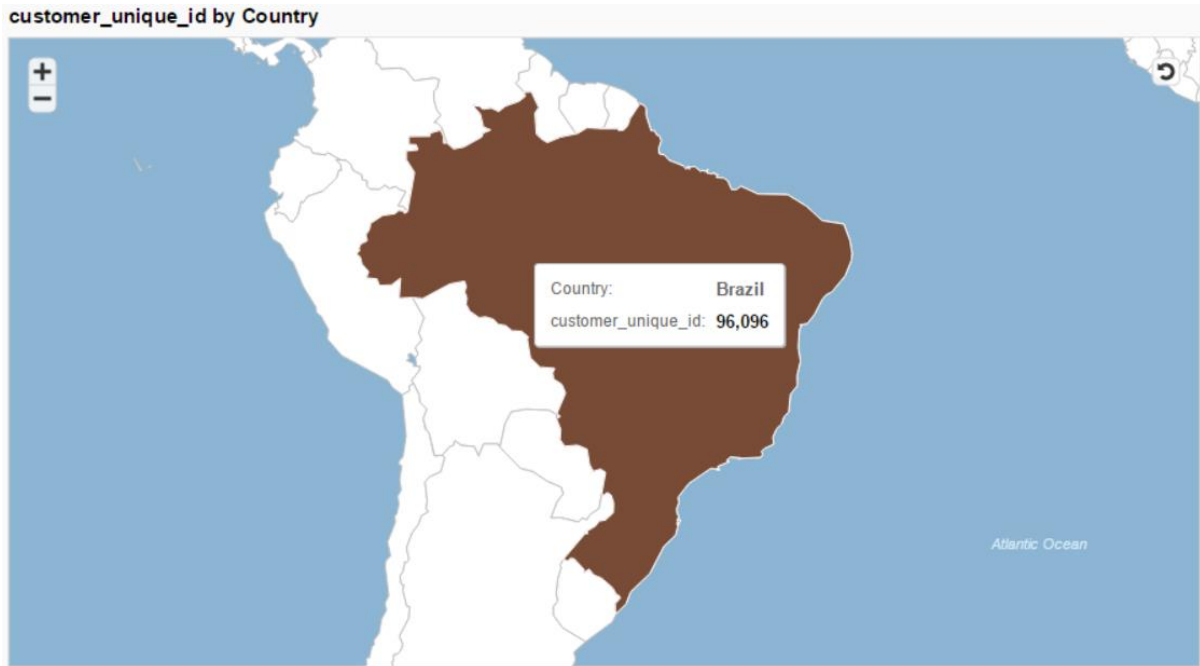 customer_unique_id by Country
+
−
Country: Brazil
customer_unique_id: 96,096
Atlantic Ocean